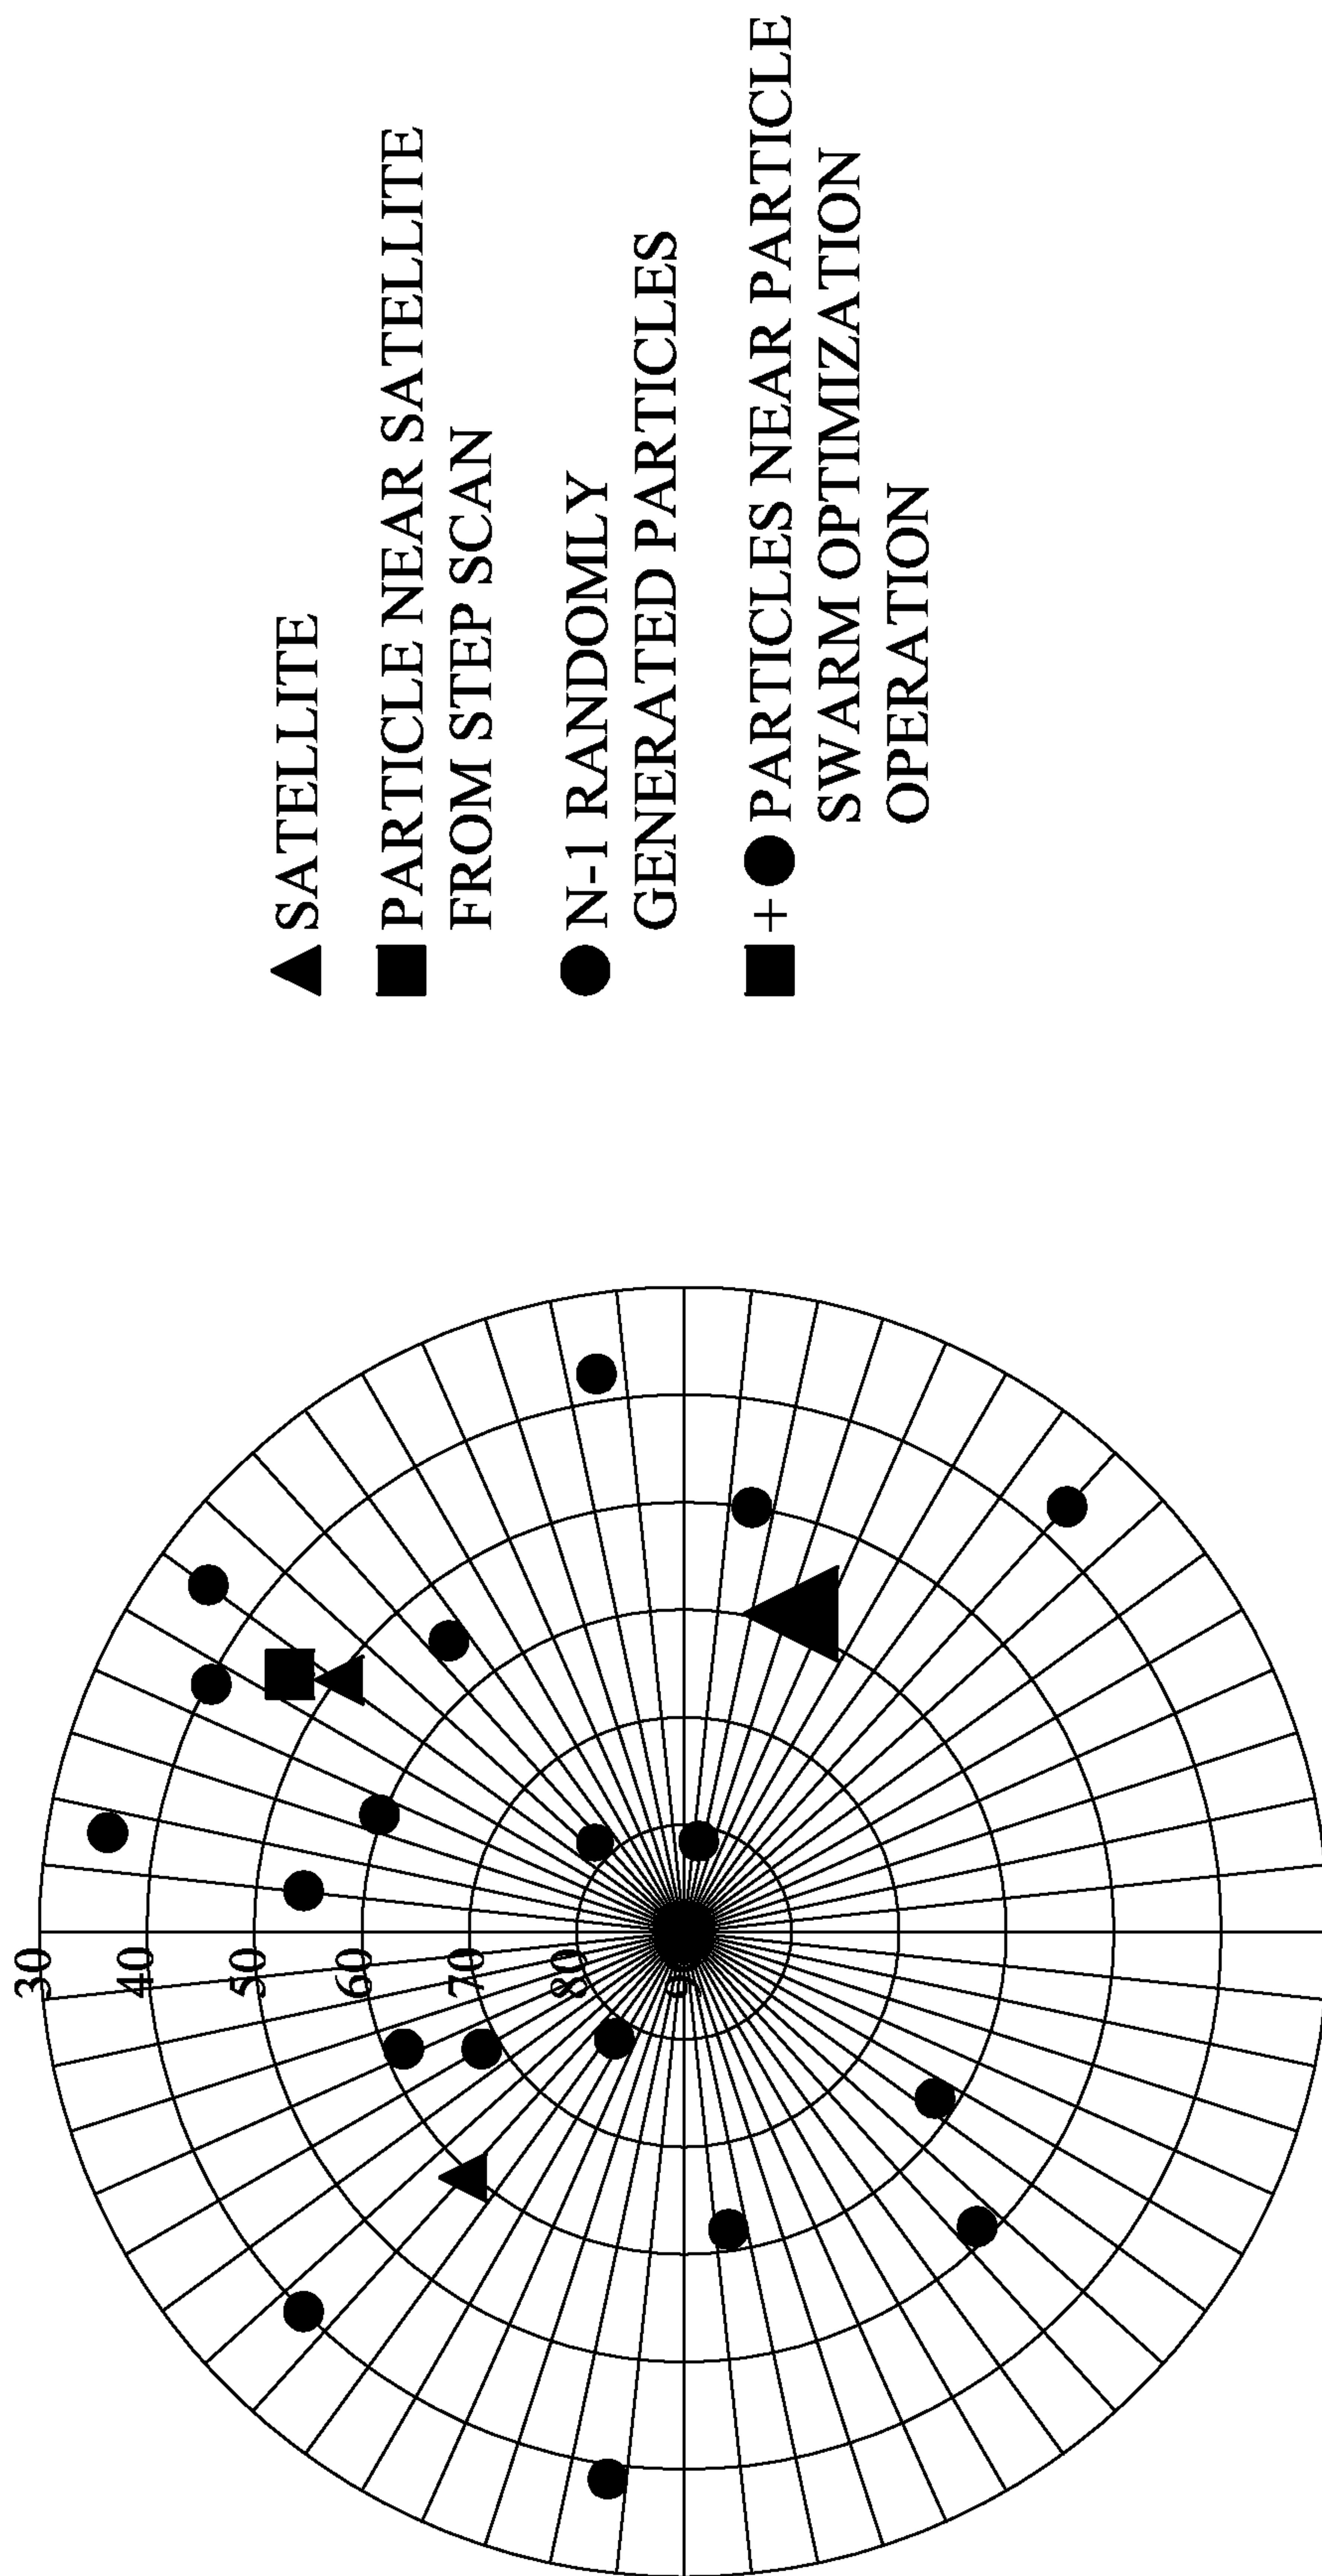 30
40
50
60
70
80
9
SATELLITE
PARTICLE NEAR SATELLITE
FROM STEP SCAN
N-1 RANDOMLY
GENERATED PARTICLES
+ PARTICLES NEAR PARTICLE
SWARM OPTIMIZATION
OPERATION